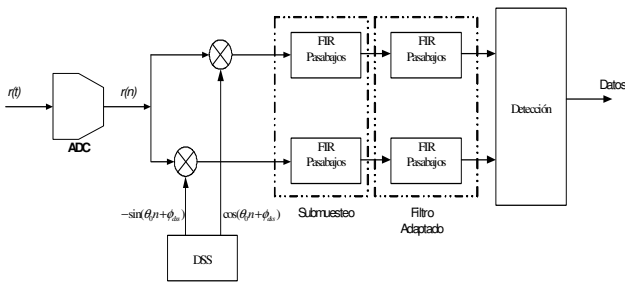 r(t)
ADC
r(n)
FIR
Pasabajos
FIR
Pasabajos
FIR
Pasabajos
FIR
Pasabajos
Detección
Datos
−sin(θ₀n+ϕdss)
cos(θ₀n+ϕdss)
DSS
Submuesteo
Filtro
Adaptado